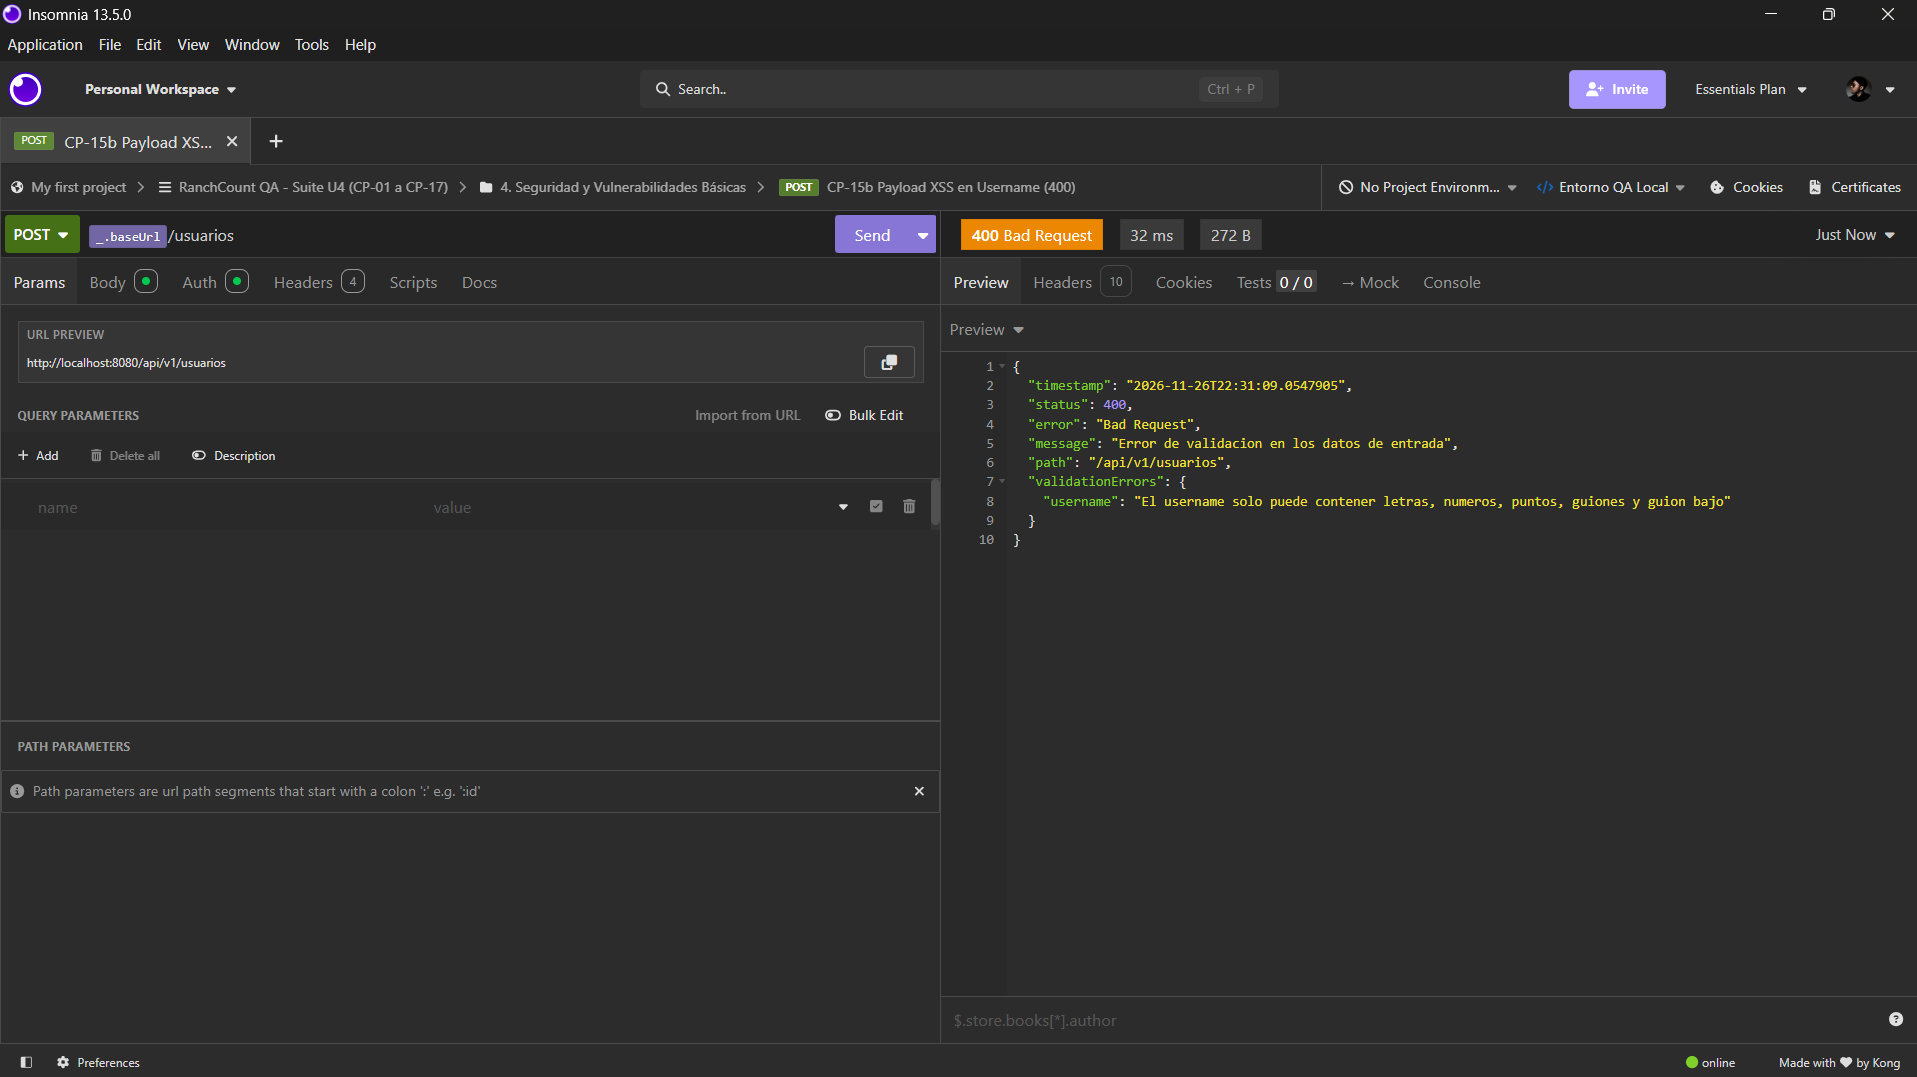 Insomnia 13.5.0
Application File Edit View Window Tools Help
Personal Workspace
Search..
Ctrl + P
Invite
Essentials Plan
POST CP-15b Payload XS...
My first project
RanchCount QA - Suite U4 (CP-01 a CP-17)
4. Seguridad y Vulnerabilidades Básicas
POST CP-15b Payload XSS en Username (400)
No Project Environm...
</> Entorno QA Local
Cookies
Certificates
POST _.baseUrl /usuarios
Send
400 Bad Request
32 ms
272 B
Just Now
Params Body Auth Headers 4 Scripts Docs
Preview Headers 10 Cookies Tests 0 / 0 → Mock Console
URL PREVIEW
http://localhost:8080/api/v1/usuarios
QUERY PARAMETERS
Import from URL
Bulk Edit
+ Add
Delete all
Description
name
value
PATH PARAMETERS
Path parameters are url path segments that start with a colon ':' e.g. ':id'
Preview
1 {
2 "timestamp": "2026-11-26T22:31:09.0547905",
3 "status": 400,
4 "error": "Bad Request",
5 "message": "Error de validacion en los datos de entrada",
6 "path": "/api/v1/usuarios",
7 "validationErrors": {
8 "username": "El username solo puede contener letras, numeros, puntos, guiones y guion bajo"
9 }
10 }
$.store.books[*].author
Preferences
online
Made with ♥ by Kong